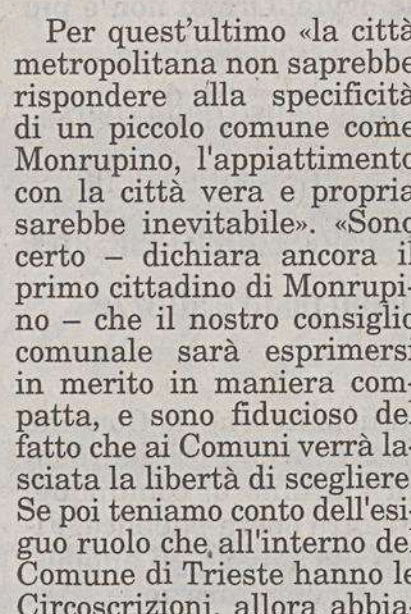 Per quest'ultimo «la città
metropolitana non saprebbe
rispondere alla specificità
di un piccolo comune come
Monrupino, l'appiattimento
con la città vera e propria
sarebbe inevitabile». «Sono
certo – dichiara ancora il
primo cittadino di Monrupi-
no – che il nostro consiglio
comunale sarà esprimersi
in merito in maniera com-
patta, e sono fiducioso del
fatto che ai Comuni verrà la-
sciata la libertà di scegliere.
Se poi teniamo conto dell'esi-
guo ruolo che all'interno del
Comune di Trieste hanno le
Circoscrizioni, allora abbia-